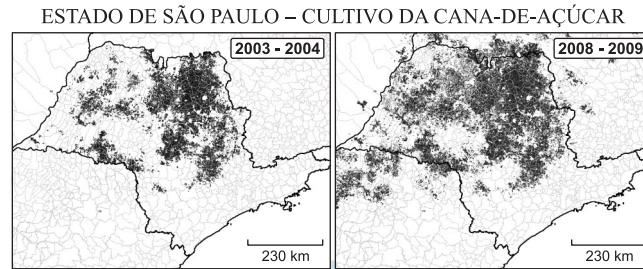 ESTADO DE SÃO PAULO – CULTIVO DA CANA-DE-AÇÚCAR
2003 - 2004
2008 - 2009
230 km
230 km